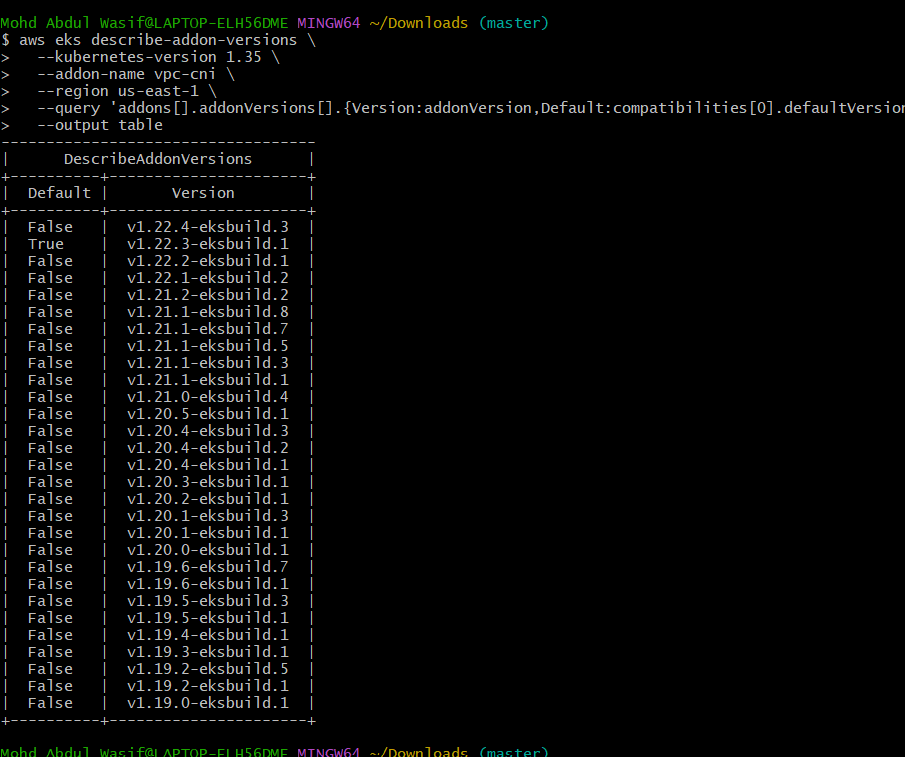 Mohd Abdul Wasif@LAPTOP-ELH56DME MINGW64 ~/Downloads (master)
$ aws eks describe-addon-versions \
>   --kubernetes-version 1.35 \
>   --addon-name vpc-cni \
>   --region us-east-1 \
>   --query 'addons[].addonVersions[].{Version:addonVersion,Default:compatibilities[0].defaultVersion
>   --output table
-----------------------------------
|      DescribeAddonVersions      |
+----------+----------------------+
|  Default |       Version        |
+----------+----------------------+
|  False   |  v1.22.4-eksbuild.3  |
|  True    |  v1.22.3-eksbuild.1  |
|  False   |  v1.22.2-eksbuild.1  |
|  False   |  v1.22.1-eksbuild.2  |
|  False   |  v1.21.2-eksbuild.2  |
|  False   |  v1.21.1-eksbuild.8  |
|  False   |  v1.21.1-eksbuild.7  |
|  False   |  v1.21.1-eksbuild.5  |
|  False   |  v1.21.1-eksbuild.3  |
|  False   |  v1.21.1-eksbuild.1  |
|  False   |  v1.21.0-eksbuild.4  |
|  False   |  v1.20.5-eksbuild.1  |
|  False   |  v1.20.4-eksbuild.3  |
|  False   |  v1.20.4-eksbuild.2  |
|  False   |  v1.20.4-eksbuild.1  |
|  False   |  v1.20.3-eksbuild.1  |
|  False   |  v1.20.2-eksbuild.1  |
|  False   |  v1.20.1-eksbuild.3  |
|  False   |  v1.20.1-eksbuild.1  |
|  False   |  v1.20.0-eksbuild.1  |
|  False   |  v1.19.6-eksbuild.7  |
|  False   |  v1.19.6-eksbuild.1  |
|  False   |  v1.19.5-eksbuild.3  |
|  False   |  v1.19.5-eksbuild.1  |
|  False   |  v1.19.4-eksbuild.1  |
|  False   |  v1.19.3-eksbuild.1  |
|  False   |  v1.19.2-eksbuild.5  |
|  False   |  v1.19.2-eksbuild.1  |
|  False   |  v1.19.0-eksbuild.1  |
+----------+----------------------+
Mohd Abdul Wasif@LAPTOP-ELH56DME MINGW64 ~/Downloads (master)